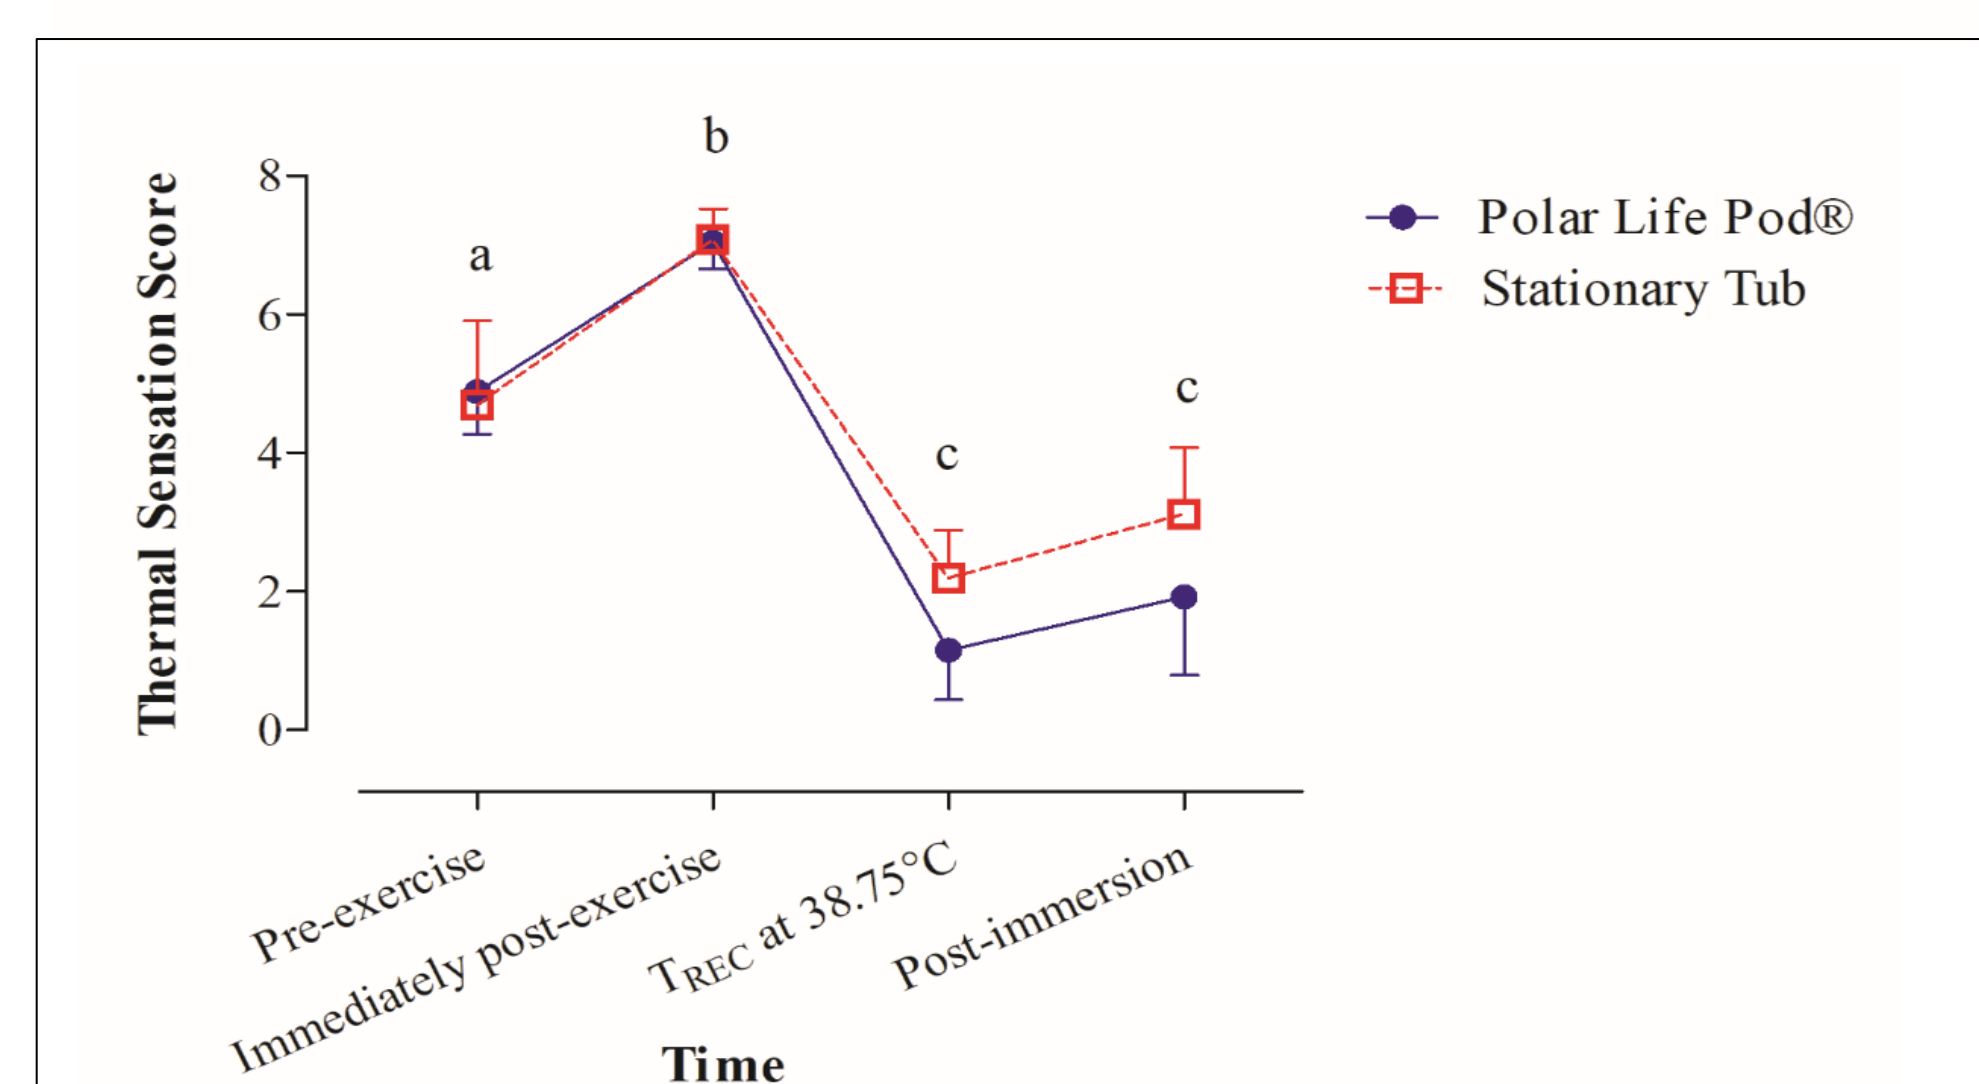 b
8
a
6
c
4
c
2
0
Thermal Sensation Score
Polar Life Pod®
Stationary Tub
Pre-exercise
Immediately post-exercise
TREC at 38.75°C
Post-immersion
Time